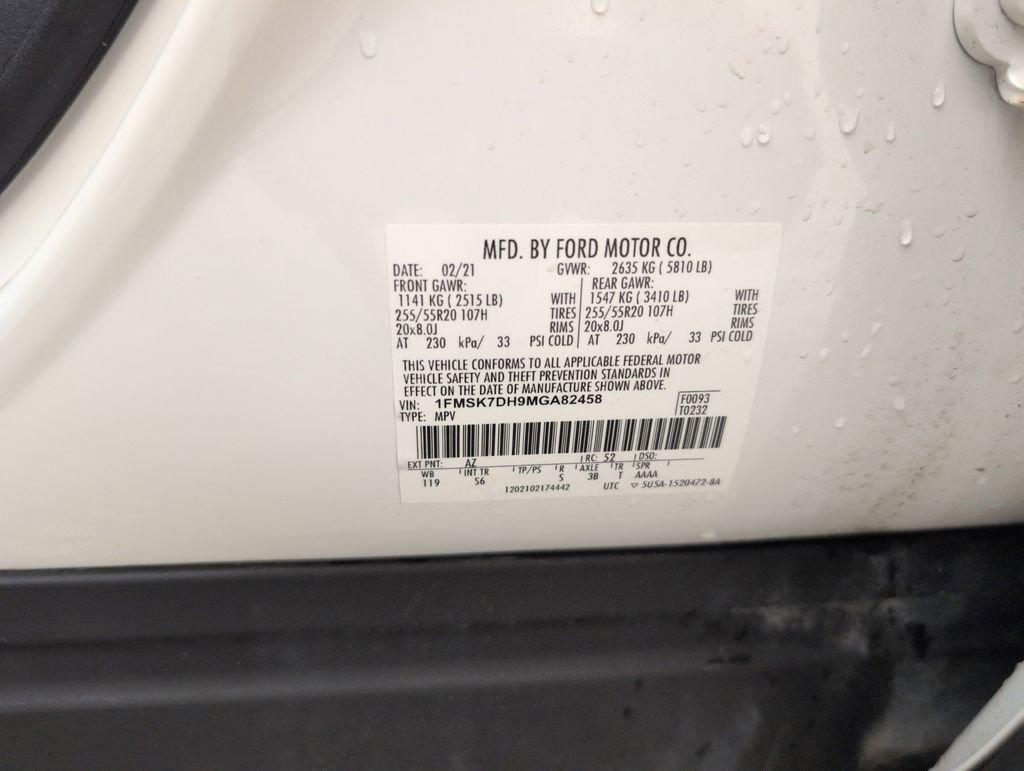 MFD. BY FORD MOTOR CO.
DATE: 02/21 GVWR: 2635 KG ( 5810 LB)
FRONT GAWR: REAR GAWR:
1141 KG ( 2515 LB) WITH 1547 KG ( 3410 LB) WITH
255/55R20 107H TIRES 255/55R20 107H TIRES
20x8.0J RIMS 20x8.0J RIMS
AT 230 kPa/ 33 PSI COLD AT 230 kPa/ 33 PSI COLD
THIS VEHICLE CONFORMS TO ALL APPLICABLE FEDERAL MOTOR
VEHICLE SAFETY AND THEFT PREVENTION STANDARDS IN
EFFECT ON THE DATE OF MANUFACTURE SHOWN ABOVE.
VIN: 1FMSK7DH9MGA82458 F0093
TYPE: MPV T0232
EXT PNT: AZ RC: 52 DSO:
WB INT TR TP/PS R AXLE TR SPR
119 S6 S 3B T AAAA
1202102174442 UTC ▽ 5U5A-1520472-BA